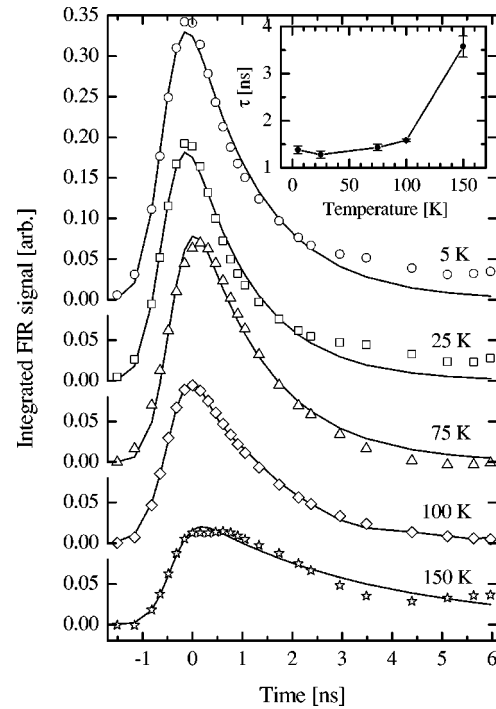 Integrated FIR signal [arb.]
0.35
0.30
0.25
0.20
0.15
0.10
0.05
0.00
0.05
0.00
0.05
0.00
0.05
0.00
0.05
0.00
5 K
25 K
75 K
100 K
150 K
-1 0 1 2 3 4 5 6
Time [ns]
τ [ns]
4
3
2
1
0 50 100 150
Temperature [K]